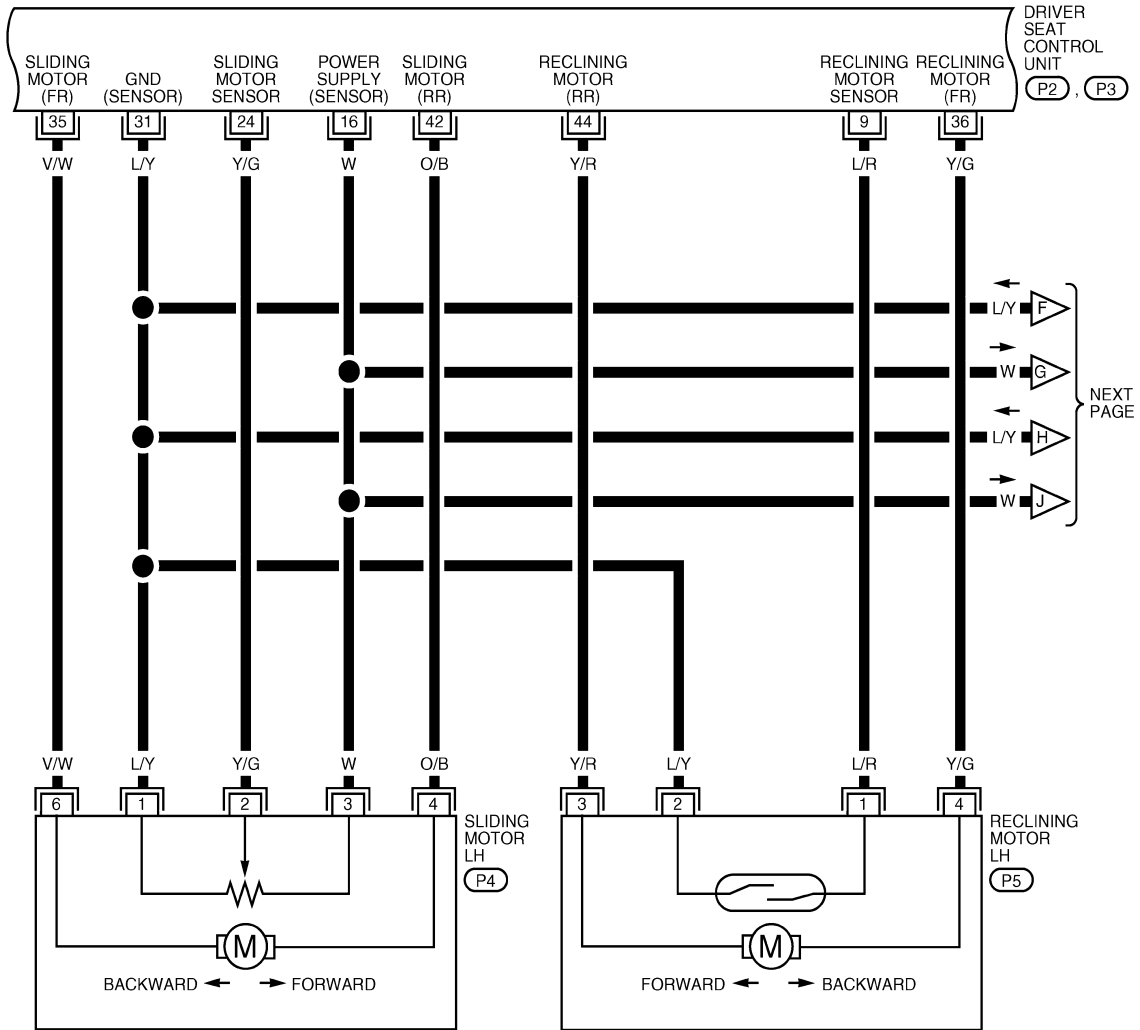 DRIVER
SEAT
CONTROL
UNIT
P2 , P3
SLIDING
MOTOR
(FR)
GND
(SENSOR)
SLIDING
MOTOR
SENSOR
POWER
SUPPLY
(SENSOR)
SLIDING
MOTOR
(RR)
RECLINING
MOTOR
(RR)
RECLINING
MOTOR
SENSOR
RECLINING
MOTOR
(FR)
35 31 24 16 42 44 9 36
V/W L/Y Y/G W O/B Y/R L/R Y/G
L/Y F
W G
L/Y H
W J
NEXT
PAGE
V/W L/Y Y/G W O/B Y/R L/Y L/R Y/G
6 1 2 3 4 3 2 1 4
SLIDING
MOTOR
LH
P4
RECLINING
MOTOR
LH
P5
M
BACKWARD FORWARD
M
FORWARD BACKWARD